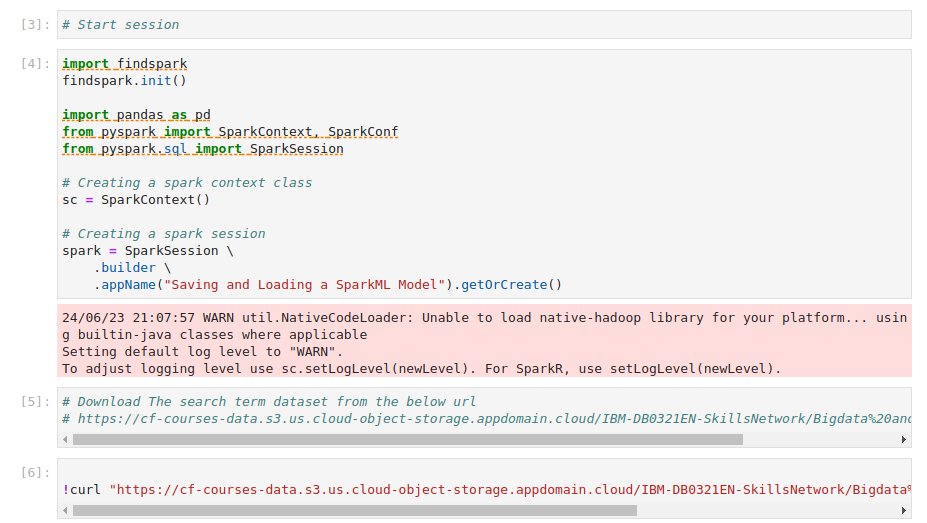 [3]: # Start session
[4]: import findspark
findspark.init()
import pandas as pd
from pyspark import SparkContext, SparkConf
from pyspark.sql import SparkSession
# Creating a spark context class
sc = SparkContext()
# Creating a spark session
spark = SparkSession \
.builder \
.appName("Saving and Loading a SparkML Model").getOrCreate()
24/06/23 21:07:57 WARN util.NativeCodeLoader: Unable to load native-hadoop library for your platform... usin
g builtin-java classes where applicable
Setting default log level to "WARN".
To adjust logging level use sc.setLogLevel(newLevel). For SparkR, use setLogLevel(newLevel).
[5]: # Download The search term dataset from the below url
# https://cf-courses-data.s3.us.cloud-object-storage.appdomain.cloud/IBM-DB0321EN-SkillsNetwork/Bigdata%20and
[6]:
!curl "https://cf-courses-data.s3.us.cloud-object-storage.appdomain.cloud/IBM-DB0321EN-SkillsNetwork/Bigdata%